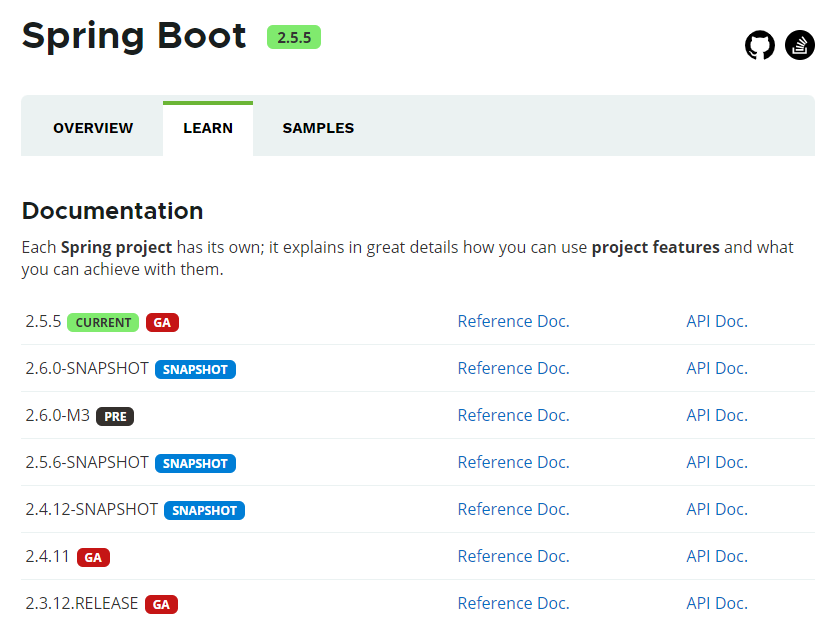 Spring Boot 2.5.5
OVERVIEW LEARN SAMPLES
Documentation
Each Spring project has its own; it explains in great details how you can use project features and what
you can achieve with them.
2.5.5 CURRENT GA Reference Doc. API Doc.
2.6.0-SNAPSHOT SNAPSHOT Reference Doc. API Doc.
2.6.0-M3 PRE Reference Doc. API Doc.
2.5.6-SNAPSHOT SNAPSHOT Reference Doc. API Doc.
2.4.12-SNAPSHOT SNAPSHOT Reference Doc. API Doc.
2.4.11 GA Reference Doc. API Doc.
2.3.12.RELEASE GA Reference Doc. API Doc.